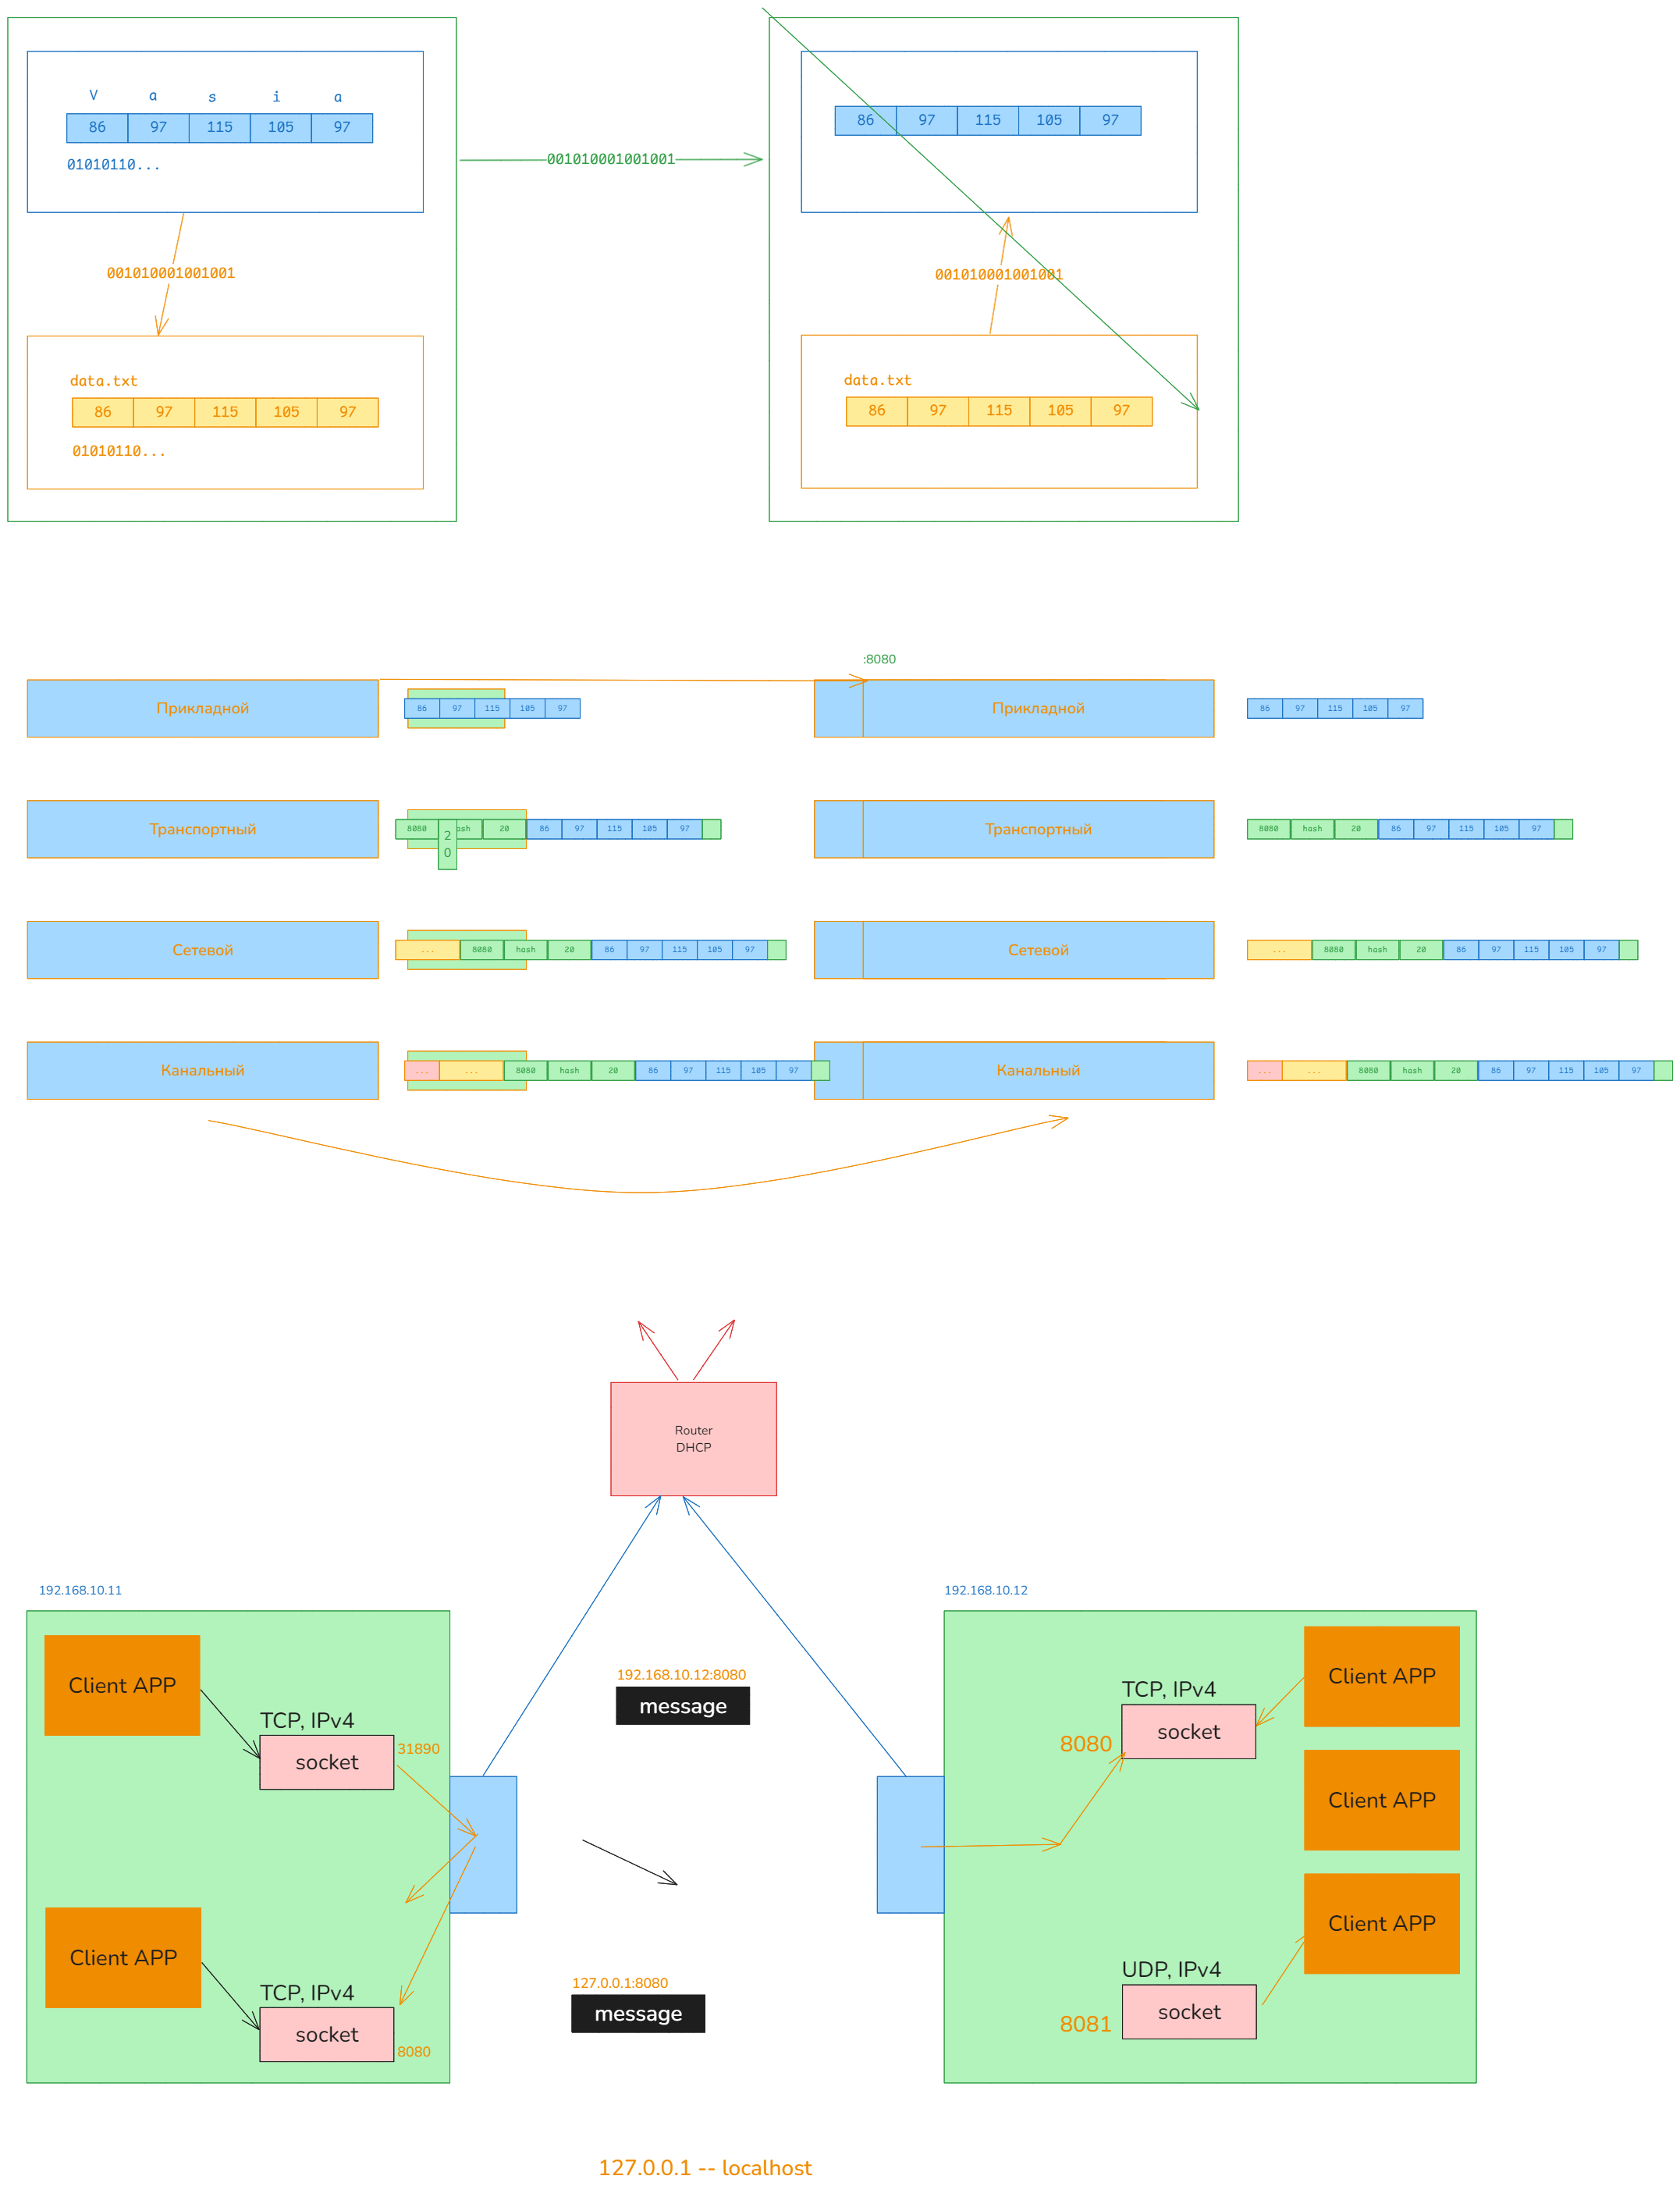 V a s i a
86 97 115 105 97
01010110...
001010001001001
data.txt
86 97 115 105 97
01010110...
001010001001001
86 97 115 105 97
001010001001001
data.txt
86 97 115 105 97
:8080
Прикладной
86 97 115 105 97
Прикладной
86 97 115 105 97
Транспортный
8080 ash 20 86 97 115 105 97
2
0
Транспортный
8080 hash 20 86 97 115 105 97
Сетевой
... 8080 hash 20 86 97 115 105 97
Сетевой
... 8080 hash 20 86 97 115 105 97
Канальный
... ... 8080 hash 20 86 97 115 105 97
Канальный
... ... 8080 hash 20 86 97 115 105 97
Router
DHCP
192.168.10.11
Client APP
TCP, IPv4
socket
31890
Client APP
TCP, IPv4
socket
8080
192.168.10.12:8080
message
127.0.0.1:8080
message
192.168.10.12
TCP, IPv4
socket
8080
Client APP
Client APP
Client APP
UDP, IPv4
socket
8081
127.0.0.1 -- localhost